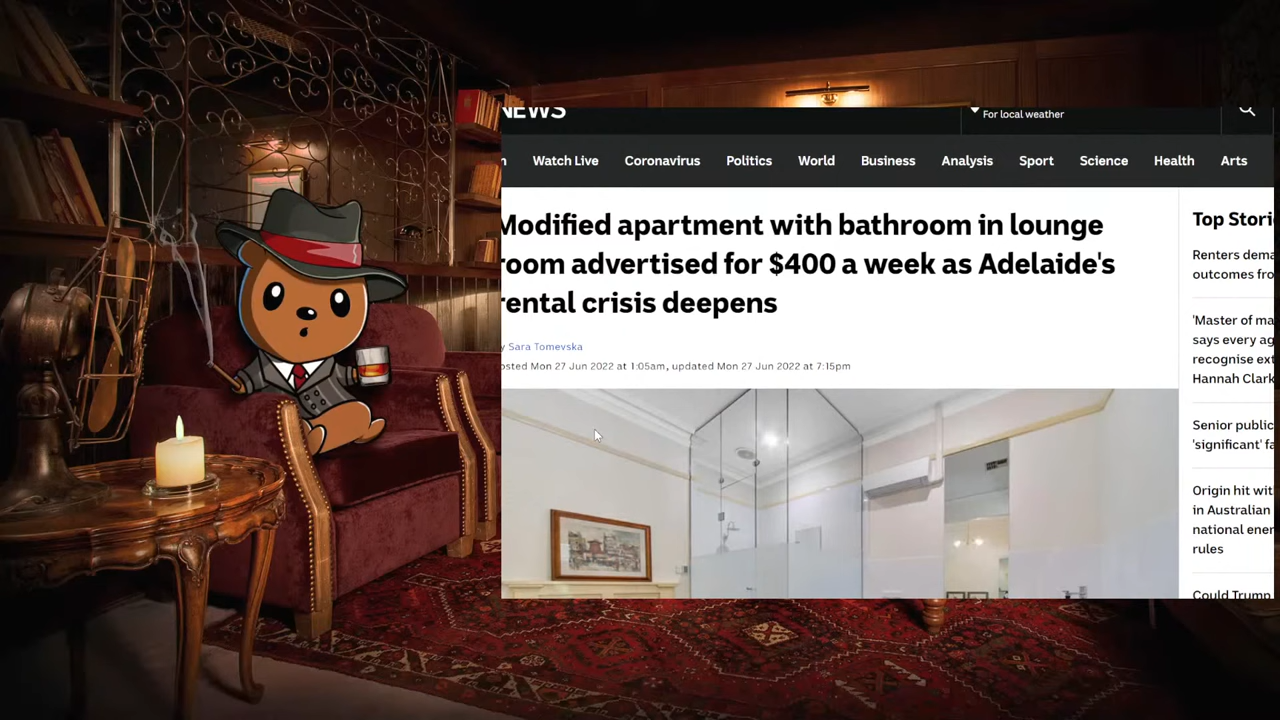 NEWS
For local weather
Watch Live Coronavirus Politics World Business Analysis Sport Science Health Arts
Modified apartment with bathroom in lounge
room advertised for $400 a week as Adelaide's
rental crisis deepens
Sara Tomevska
Posted Mon 27 Jun 2022 at 1:05am, updated Mon 27 Jun 2022 at 7:15pm
Top Stori
Renters dema
outcomes fro
'Master of ma
says every ag
recognise ext
Hannah Clark
Senior public
'significant' fa
Origin hit wit
in Australian
national ener
rules
Could Trump